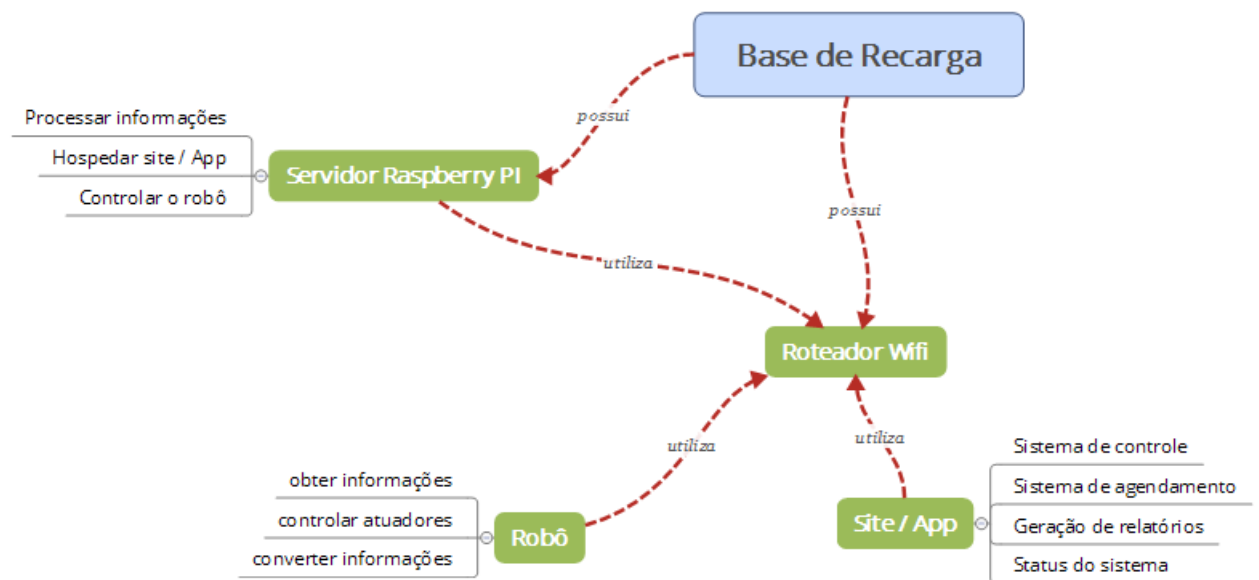 Base de Recarga
possui
possui
Processar informações
Hospedar site / App
Controlar o robô
Servidor Raspberry PI
utiliza
Roteador Wifi
utiliza
utiliza
obter informações
controlar atuadores
converter informações
Robô
Site / App
Sistema de controle
Sistema de agendamento
Geração de relatórios
Status do sistema